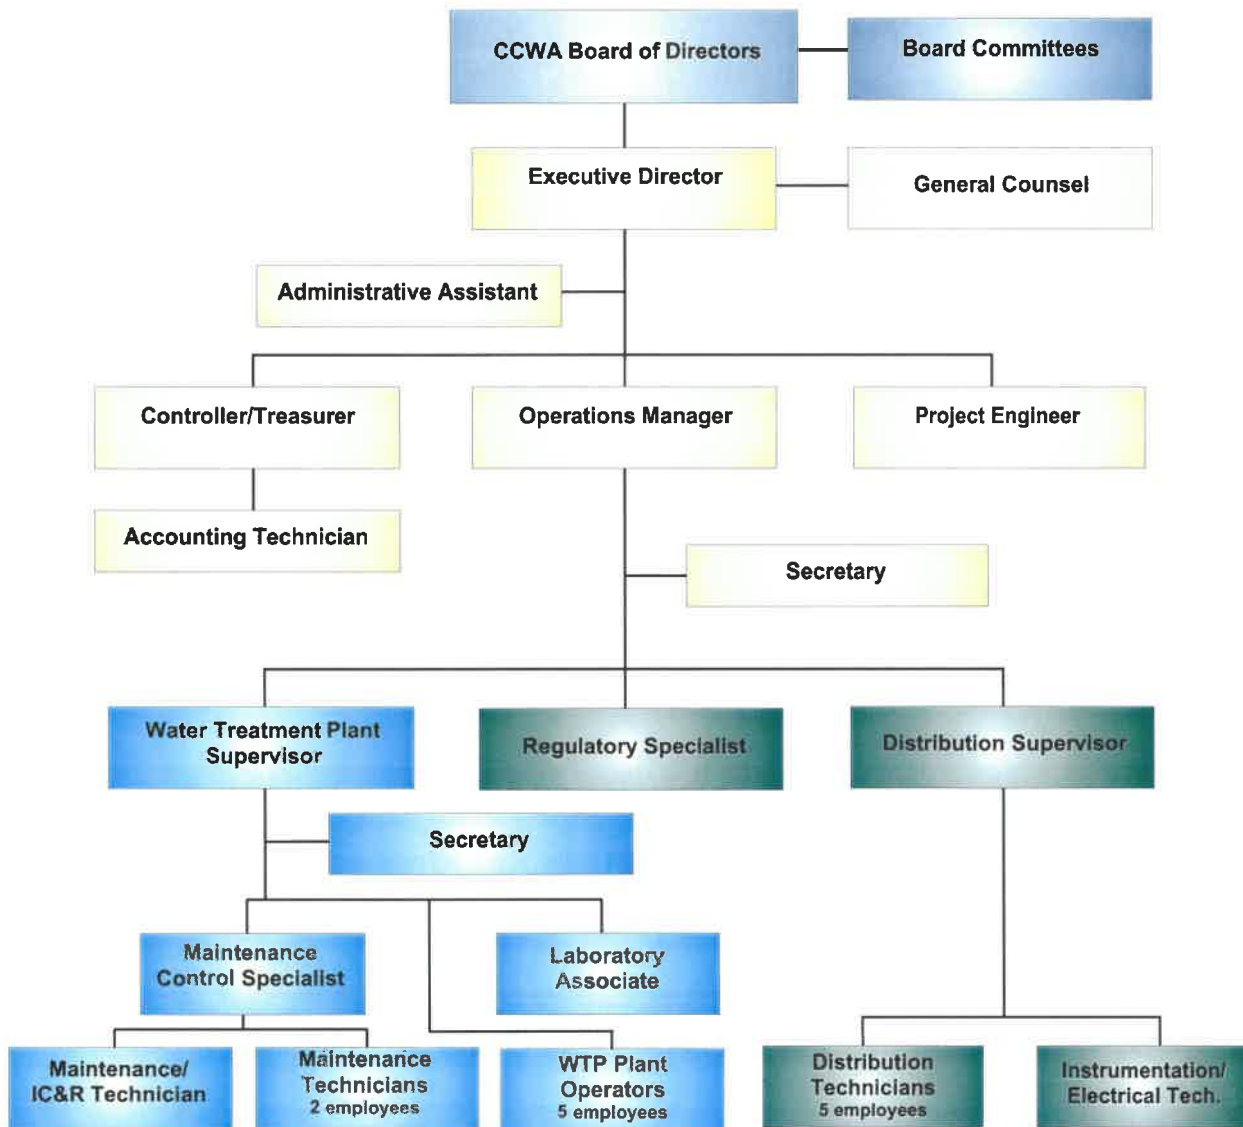 CCWA Board of Directors
Board Committees
Executive Director
General Counsel
Administrative Assistant
Controller/Treasurer
Operations Manager
Project Engineer
Accounting Technician
Secretary
Water Treatment Plant
Supervisor
Regulatory Specialist
Distribution Supervisor
Secretary
Maintenance
Control Specialist
Laboratory
Associate
Maintenance/
IC&R Technician
Maintenance
Technicians
2 employees
WTP Plant
Operators
5 employees
Distribution
Technicians
5 employees
Instrumentation/
Electrical Tech.